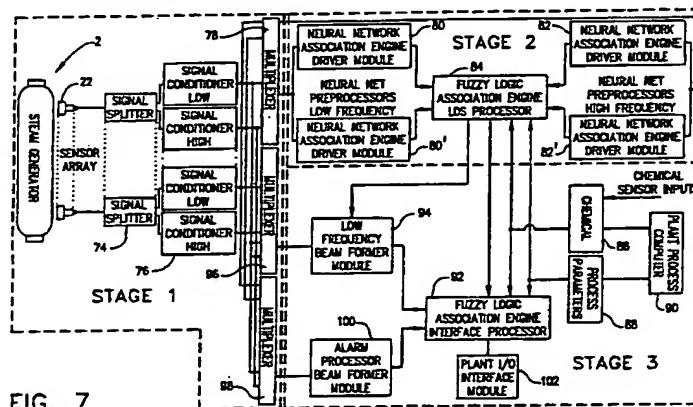 2
22
STEAM GENERATOR
SENSOR ARRAY
SIGNAL
SPLITTER
SIGNAL
SPLITTER
74
SIGNAL
CONDITIONER
LOW
SIGNAL
CONDITIONER
HIGH
SIGNAL
CONDITIONER
LOW
SIGNAL
CONDITIONER
HIGH
76
STAGE 1
78
MULTIPLEXER
MULTIPLEXER
96
MULTIPLEXER
98
STAGE 2
80
NEURAL NETWORK
ASSOCIATION ENGINE
DRIVER MODULE
NEURAL NET
PREPROCESSORS
LOW FREQUENCY
NEURAL NETWORK
ASSOCIATION ENGINE
DRIVER MODULE
80'
84
FUZZY LOGIC
ASSOCIATION ENGINE
LDS PROCESSOR
82
NEURAL NETWORK
ASSOCIATION ENGINE
DRIVER MODULE
NEURAL NET
PREPROCESSORS
HIGH FREQUENCY
NEURAL NETWORK
ASSOCIATION ENGINE
DRIVER MODULE
82'
CHEMICAL
SENSOR INPUT
CHEMICAL
86
PROCESS
PARAMETERS
88
PLANT PROCESS
COMPUTER
90
94
LOW
FREQUENCY
BEAM FORMER
MODULE
92
FUZZY LOGIC
ASSOCIATION ENGINE
INTERFACE PROCESSOR
100
ALARM
PROCESSOR
BEAM FORMER
MODULE
PLANT I/O
INTERFACE
MODULE
102
STAGE 3
FIG. 7